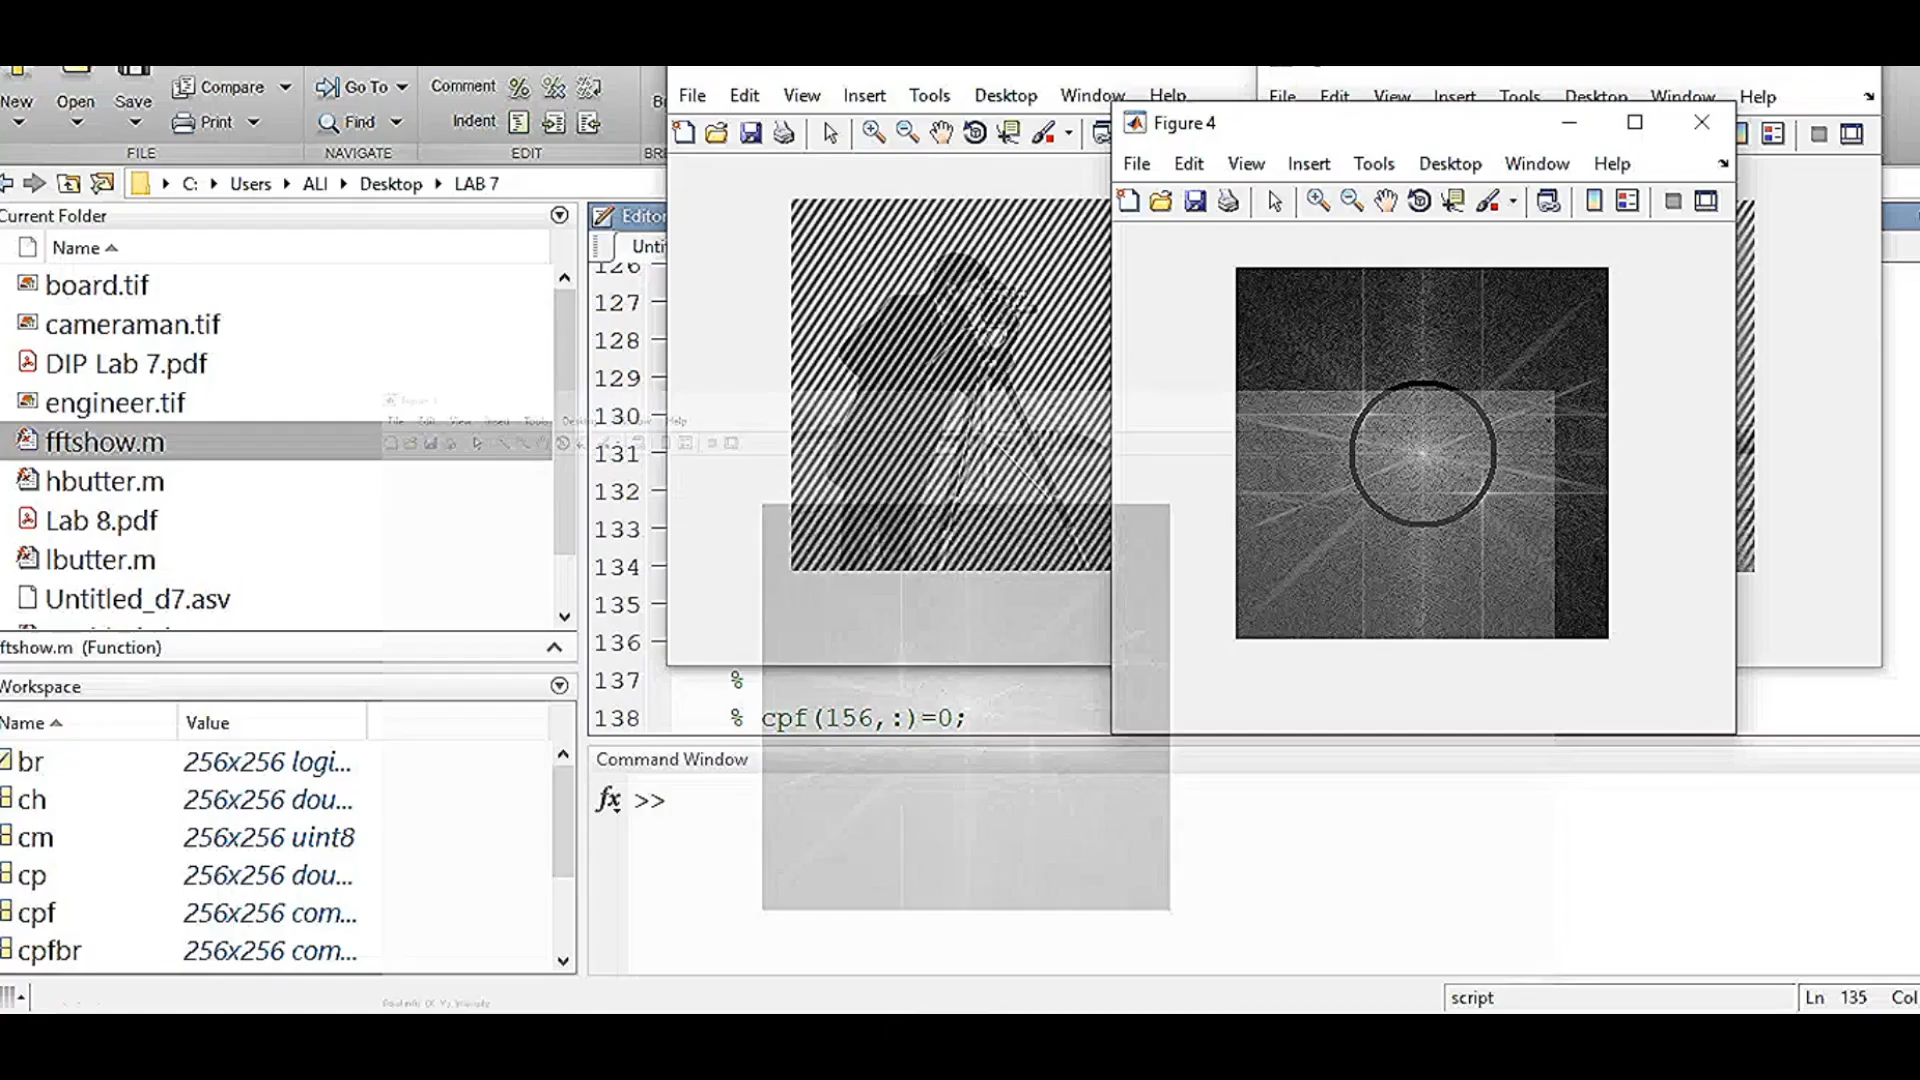 New Open Save Compare Print Go To Find Comment Indent
FILE NAVIGATE EDIT
C: Users ALI Desktop LAB 7
Current Folder
Name
board.tif
cameraman.tif
DIP Lab 7.pdf
engineer.tif
fftshow.m
hbutter.m
Lab 8.pdf
lbutter.m
Untitled_d7.asv
ftshow.m (Function)
Workspace
Name Value
br 256x256 logi...
ch 256x256 dou...
cm 256x256 uint8
cp 256x256 dou...
cpf 256x256 com...
cpfbr 256x256 com...
Editor
126
127
128
129
130
131
132
133
134
135
136
137 %
138 % cpf(156,:)=0;
Command Window
fx >>
File Edit View Insert Tools Desktop Window Help
File Edit View Insert Tools Desktop Window Help
Figure 4
File Edit View Insert Tools Desktop Window Help
script Ln 135 Col